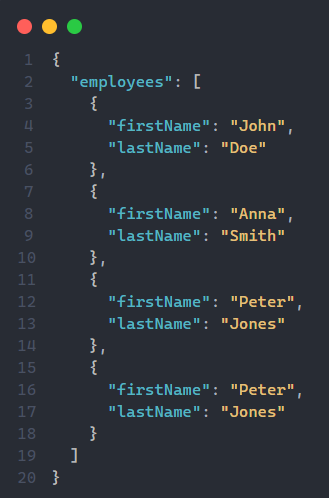 1 {
2   "employees": [
3     {
4       "firstName": "John",
5       "lastName": "Doe"
6     },
7     {
8       "firstName": "Anna",
9       "lastName": "Smith"
10     },
11     {
12       "firstName": "Peter",
13       "lastName": "Jones"
14     },
15     {
16       "firstName": "Peter",
17       "lastName": "Jones"
18     }
19   ]
20 }